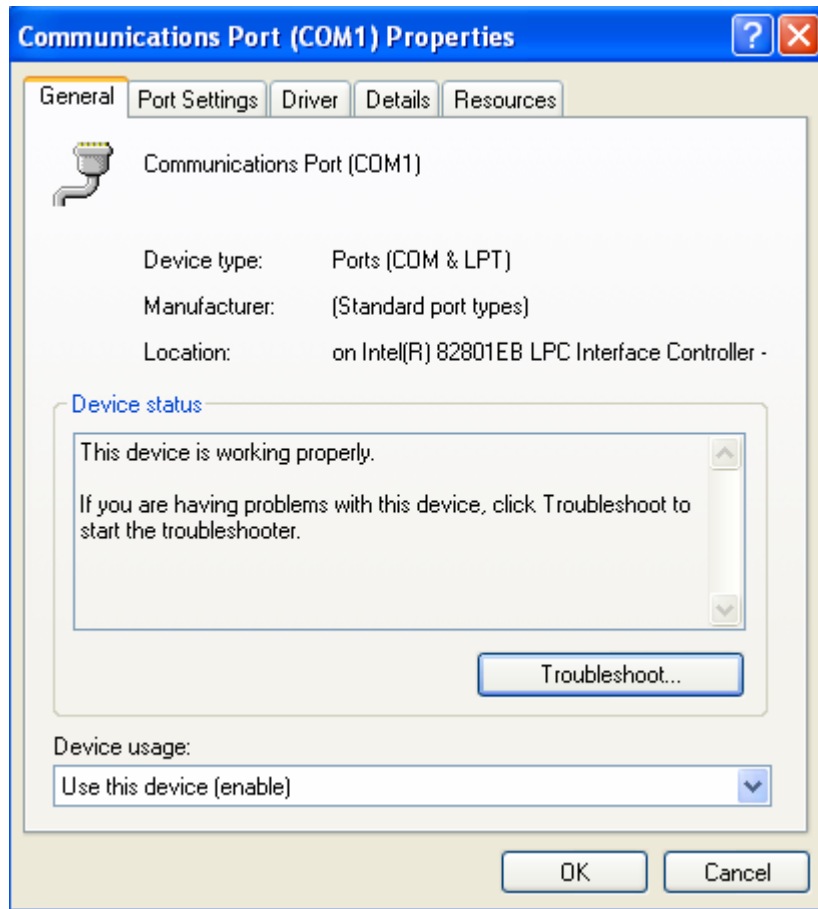 Communications Port (COM1) Properties
General Port Settings Driver Details Resources
Communications Port (COM1)
Device type: Ports (COM & LPT)
Manufacturer: (Standard port types)
Location: on Intel(R) 82801EB LPC Interface Controller -
Device status
This device is working properly.
If you are having problems with this device, click Troubleshoot to
start the troubleshooter.
Troubleshoot...
Device usage:
Use this device (enable)
OK Cancel